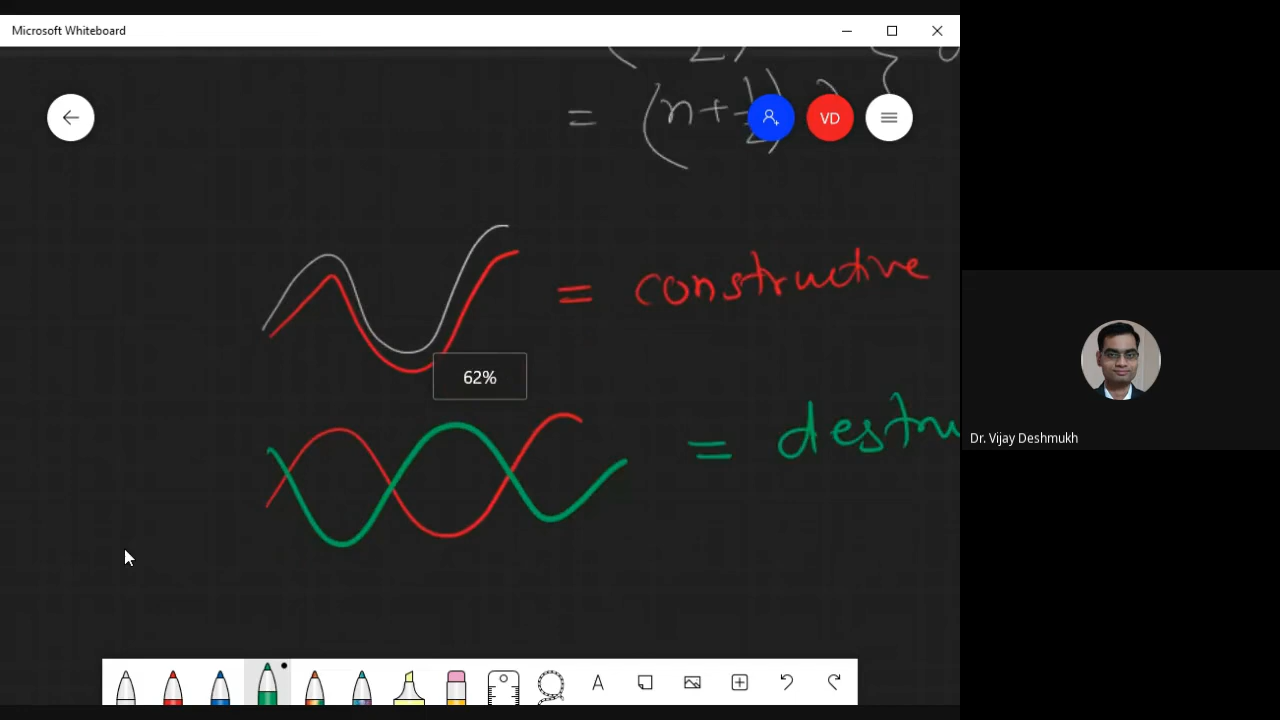 Microsoft Whiteboard
= (n+
VD
= constructive
62%
= destru
Dr. Vijay Deshmukh
A